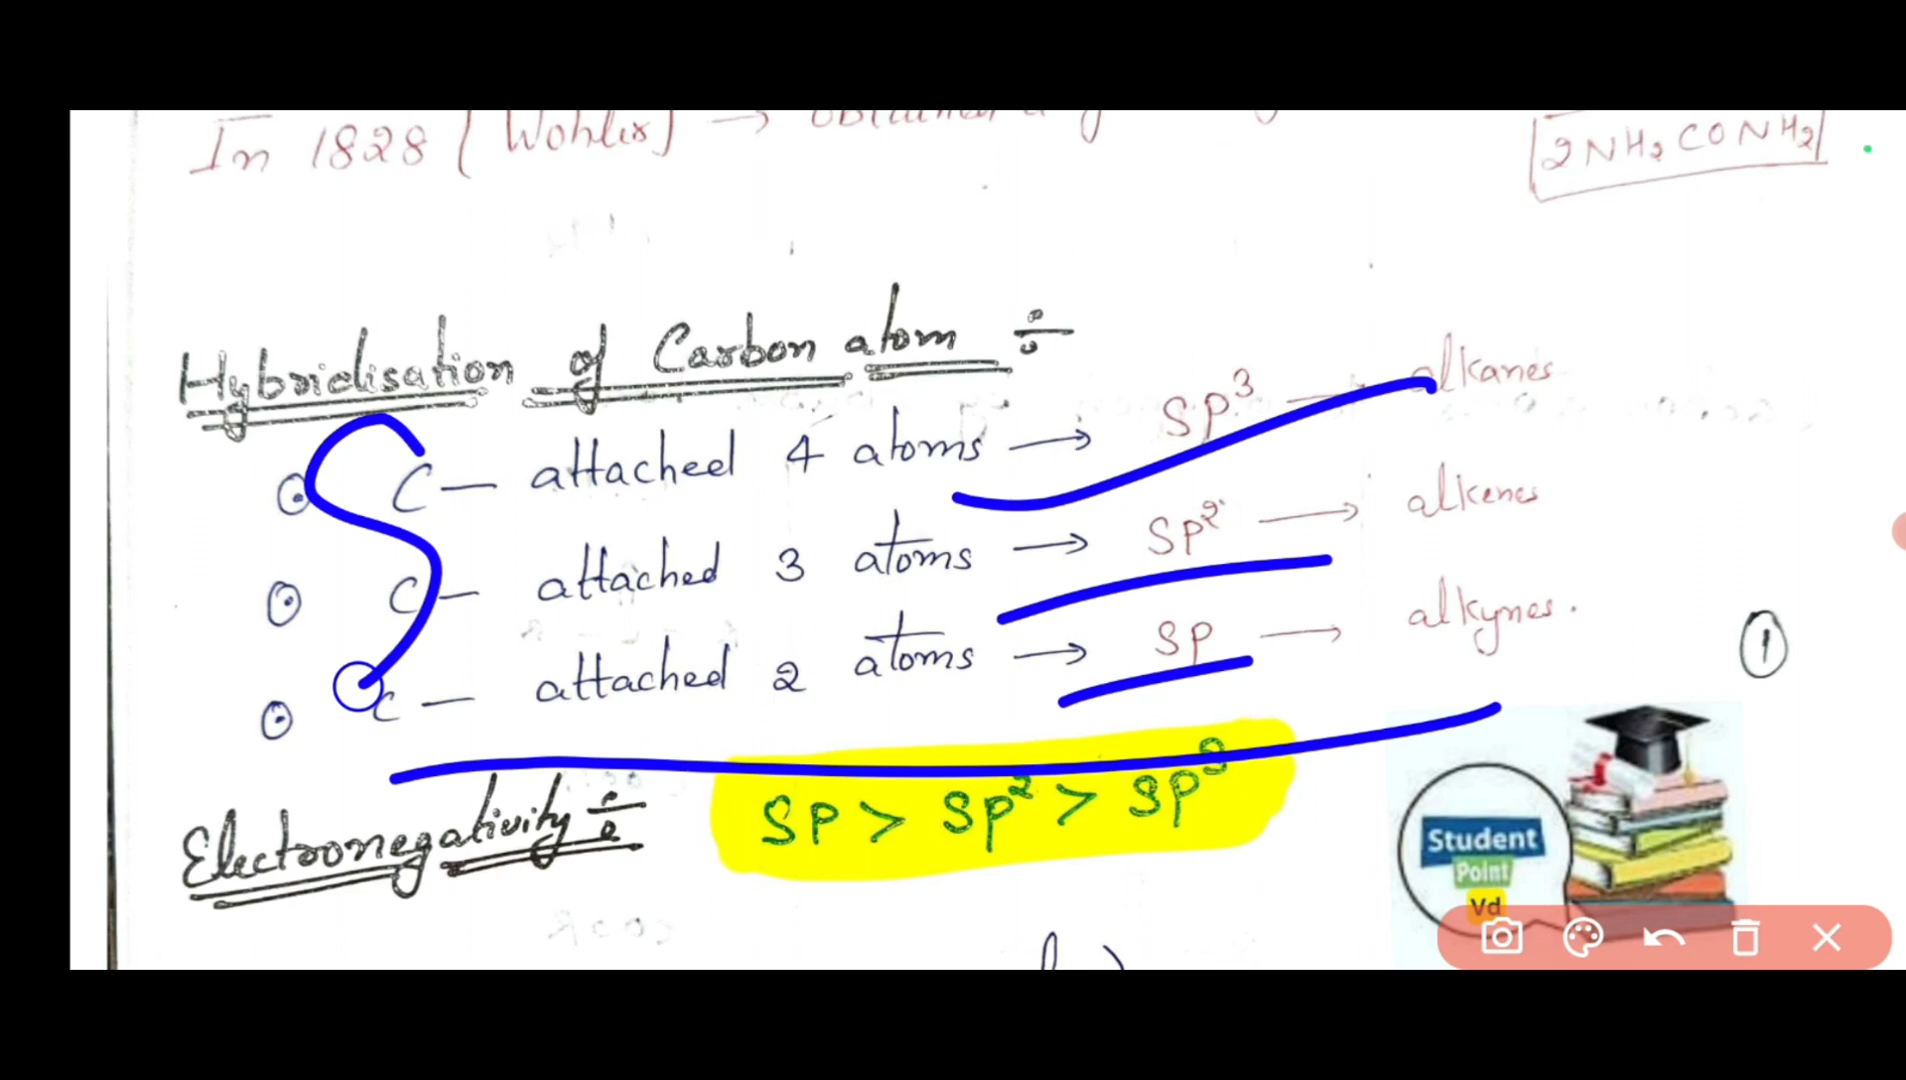 In 1828 (Wohler) →
2NH₂CONH₂
Hybridisation of Carbon atom ÷
⊙ C — attached 4 atoms → SP³ → alkanes
⊙ C — attached 3 atoms → SP² → alkenes
⊙ C — attached 2 atoms → SP → alkynes.
①
Electronegativity ÷ SP > SP² > SP³
Student
Point
Vd